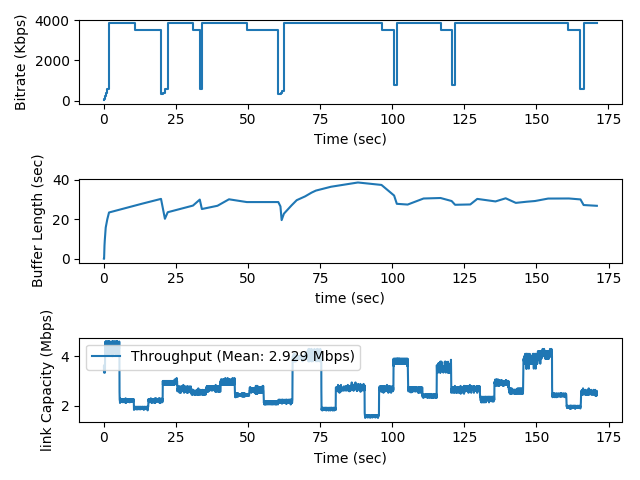 4000
2000
0
Bitrate (Kbps)
0 25 50 75 100 125 150 175
Time (sec)
40
20
0
Buffer Length (sec)
0 25 50 75 100 125 150 175
time (sec)
4
2
link Capacity (Mbps)
Throughput (Mean: 2.929 Mbps)
0 25 50 75 100 125 150 175
Time (sec)